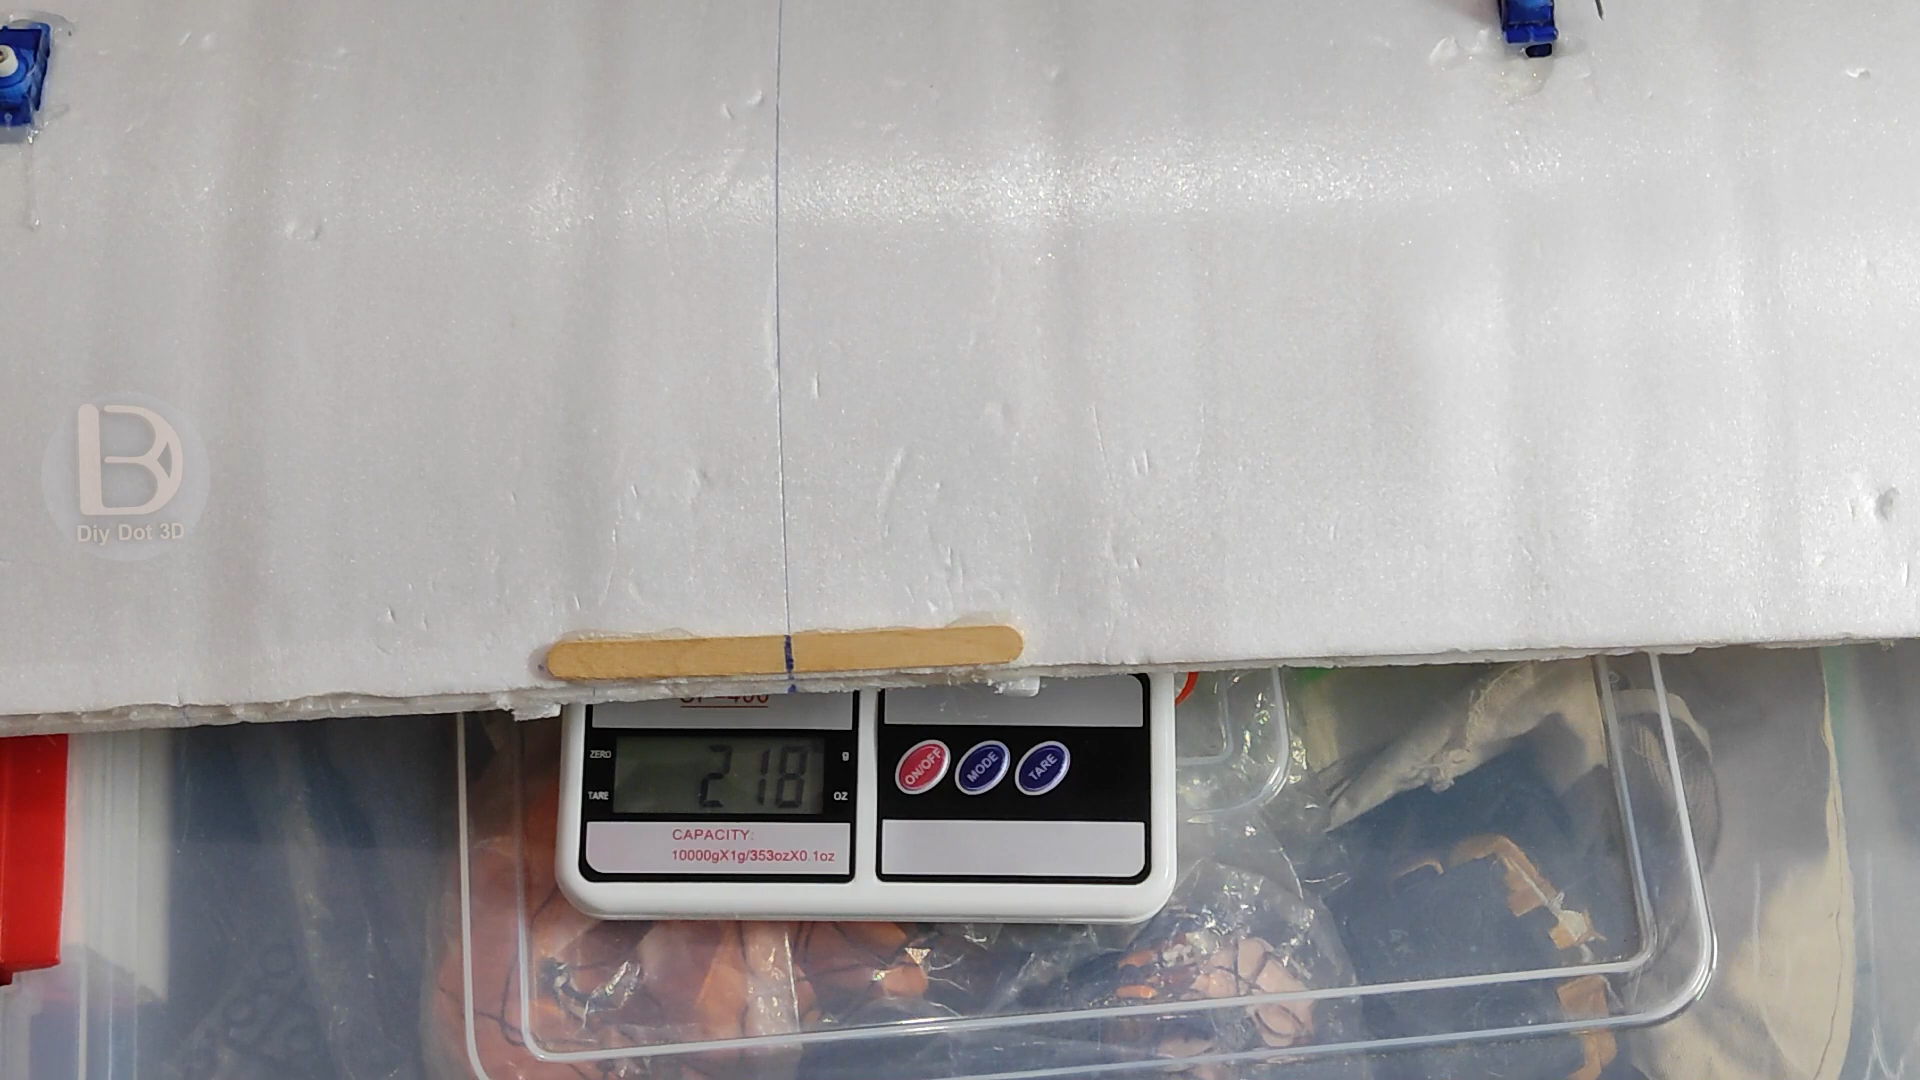 B
Diy Dot 3D
ZERO
g
218
TARE
OZ
CAPACITY:
10000gX1g/353ozX0.1oz
ON/OFF
MODE
TARE